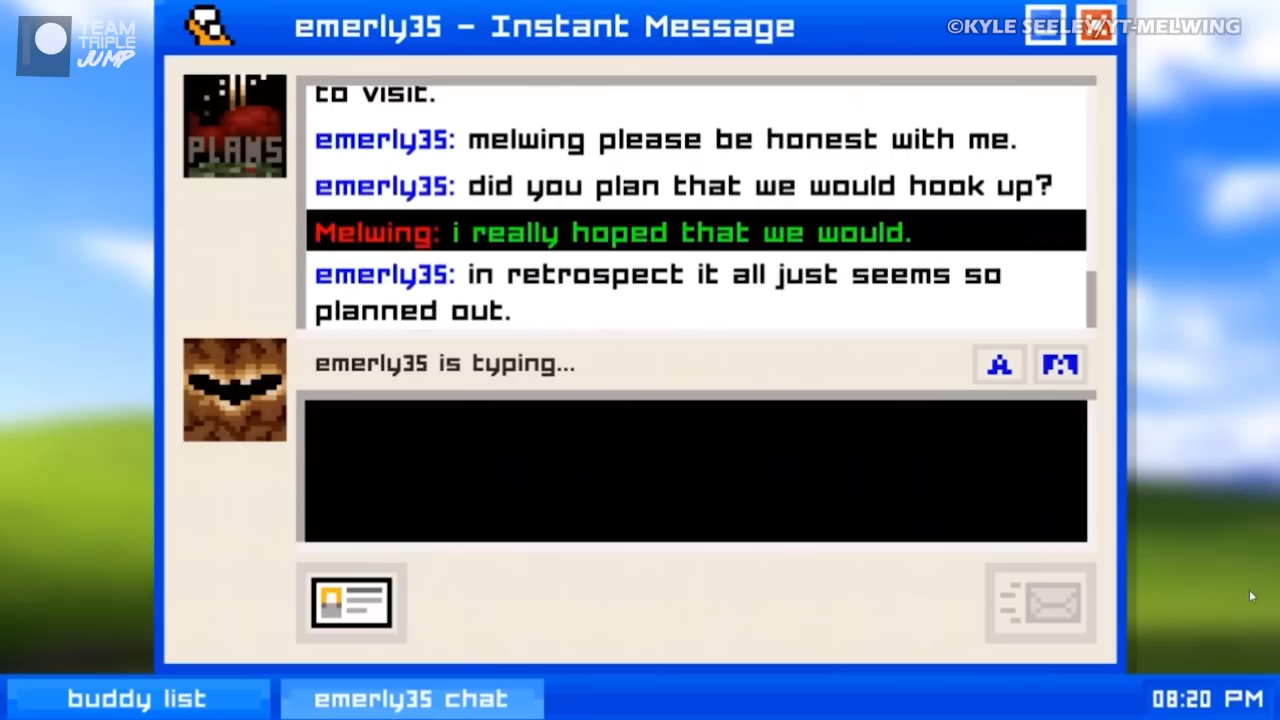 TEAM
TRIPLE
JUMP
emerly35 - Instant Message
©KYLE SEELEY/YT-MELWING
to visit.
PLANS
emerly35: melwing please be honest with me.
emerly35: did you plan that we would hook up?
Melwing: i really hoped that we would.
emerly35: in retrospect it all just seems so
planned out.
emerly35 is typing...
A
buddy list
emerly35 chat
08:20 PM